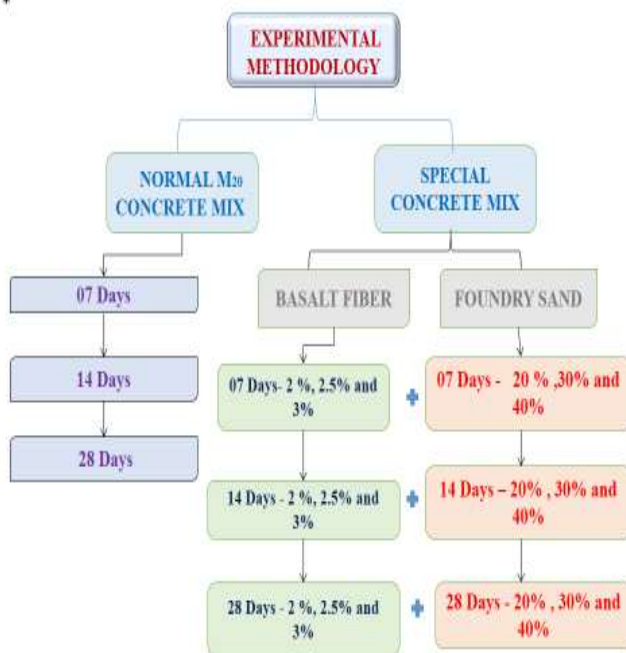 EXPERIMENTAL
METHODOLOGY
NORMAL M20
CONCRETE MIX
SPECIAL
CONCRETE MIX
07 Days
14 Days
28 Days
BASALT FIBER
FOUNDRY SAND
07 Days- 2 %, 2.5% and
3%
07 Days - 20 % ,30% and
40%
14 Days - 2 %, 2.5% and
3%
14 Days – 20% , 30% and
40%
28 Days - 2 %, 2.5% and
3%
28 Days - 20% , 30% and
40%